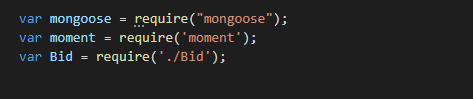 var mongoose = require("mongoose");
var moment = require('moment');
var Bid = require('./Bid');